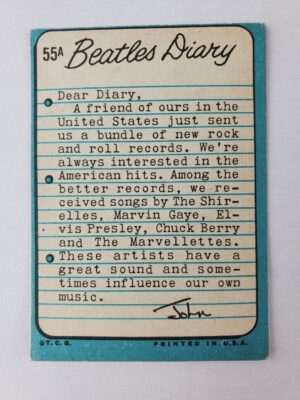 55A Beatles Diary
Dear Diary,
A friend of ours in the
United States just sent
us a bundle of new rock
and roll records. We're
always interested in the
American hits. Among the
better records, we re-
ceived songs by The Shir-
elles, Marvin Gaye, El-
vis Presley, Chuck Berry
and The Marvellettes.
These artists have a
great sound and some-
times influence our own
music.
John
©T.C.G. PRINTED IN U.S.A.